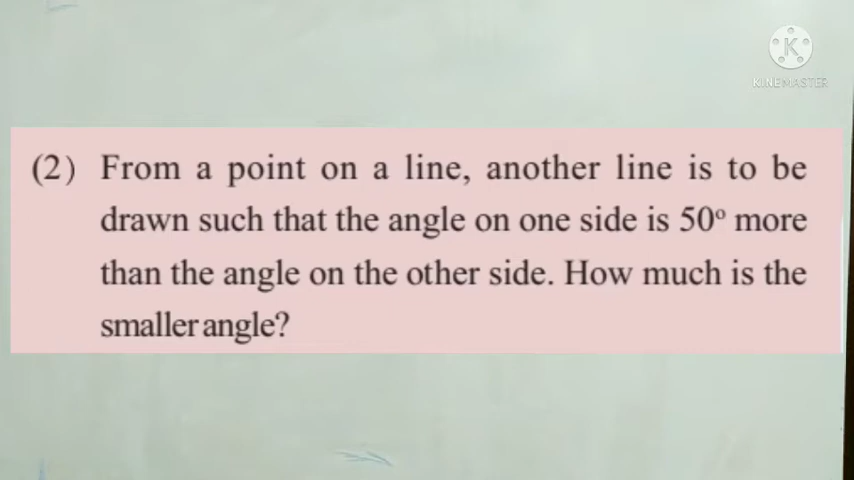 KINEMASTER
(2) From a point on a line, another line is to be
drawn such that the angle on one side is 50° more
than the angle on the other side. How much is the
smaller angle?